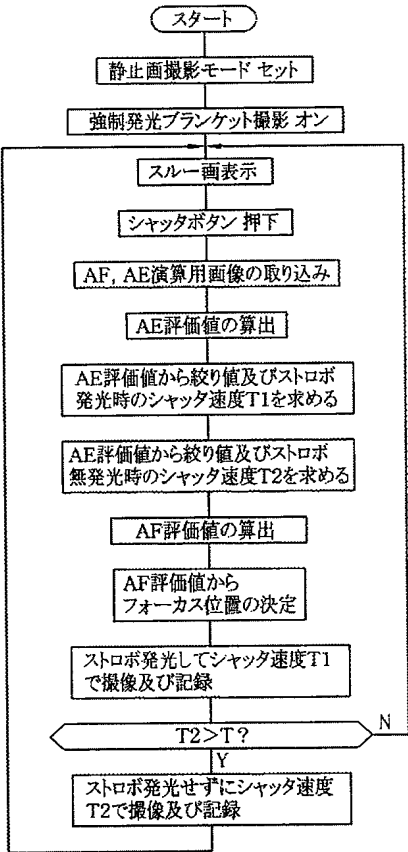 スタート
静止画撮影モード セット
強制発光ブランケット撮影 オン
スルー画表示
シャッタボタン 押下
AF, AE演算用画像の取り込み
AE評価値の算出
AE評価値から絞り値及びストロボ
発光時のシャッタ速度T1を求める
AE評価値から絞り値及びストロボ
無発光時のシャッタ速度T2を求める
AF評価値の算出
AF評価値から
フォーカス位置の決定
ストロボ発光してシャッタ速度T1
で撮像及び記録
T2>T?
N
Y
ストロボ発光せずにシャッタ速度
T2で撮像及び記録